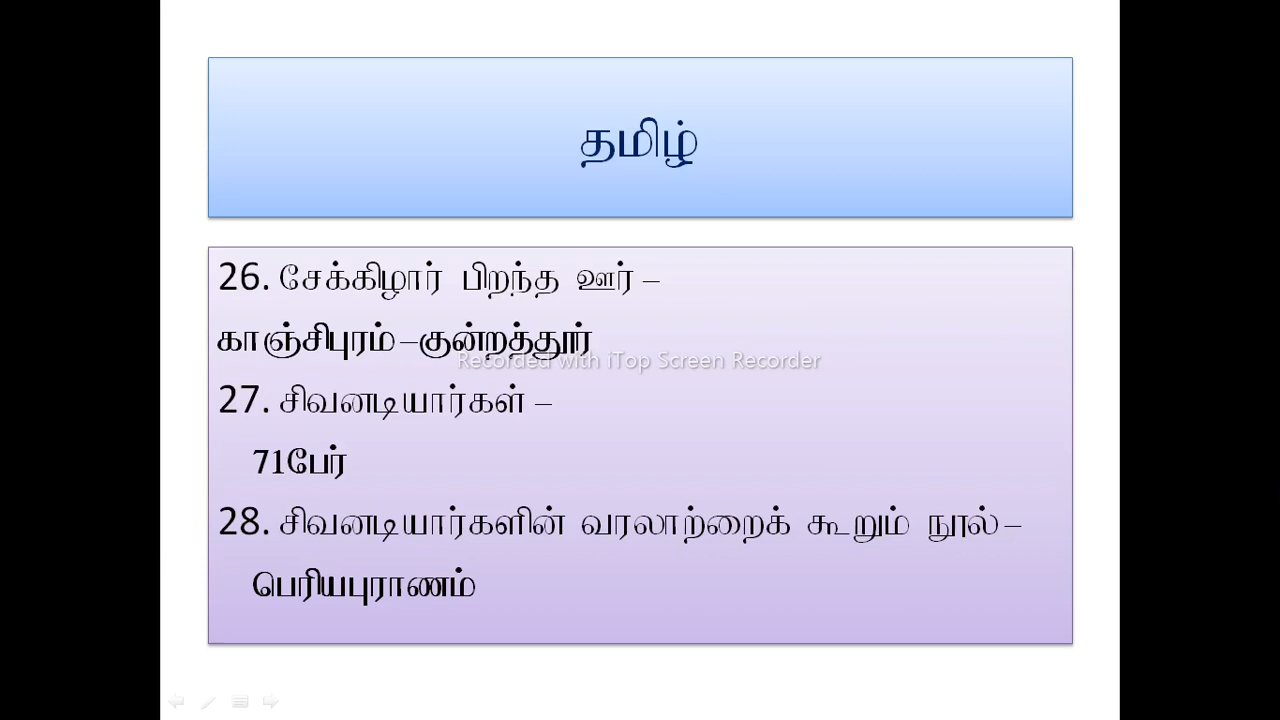 தமிழ்
26. சேக்கிழார் பிறந்த ஊர் –
காஞ்சிபுரம்–குன்றத்தூர்
Recorded with iTop Screen Recorder
27. சிவனடியார்கள் –
71பேர்
28. சிவனடியார்களின் வரலாற்றைக் கூறும் நூல் –
பெரியபுராணம்